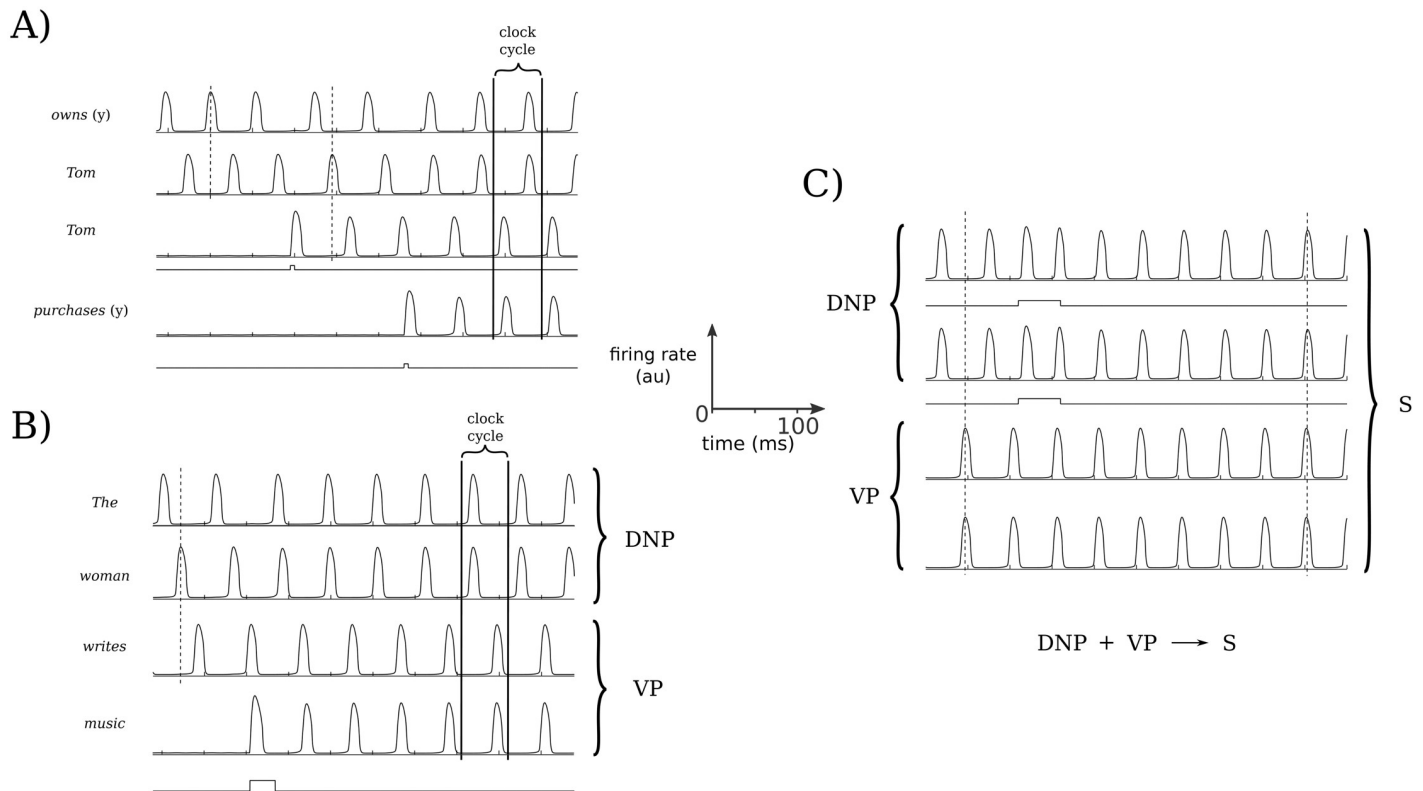 A)
clock
cycle
owns (y)
Tom
Tom
purchases (y)
B)
clock
cycle
The
woman
writes
music
DNP
VP
firing rate
(au)
0
100
time (ms)
C)
DNP
VP
S
DNP + VP → S